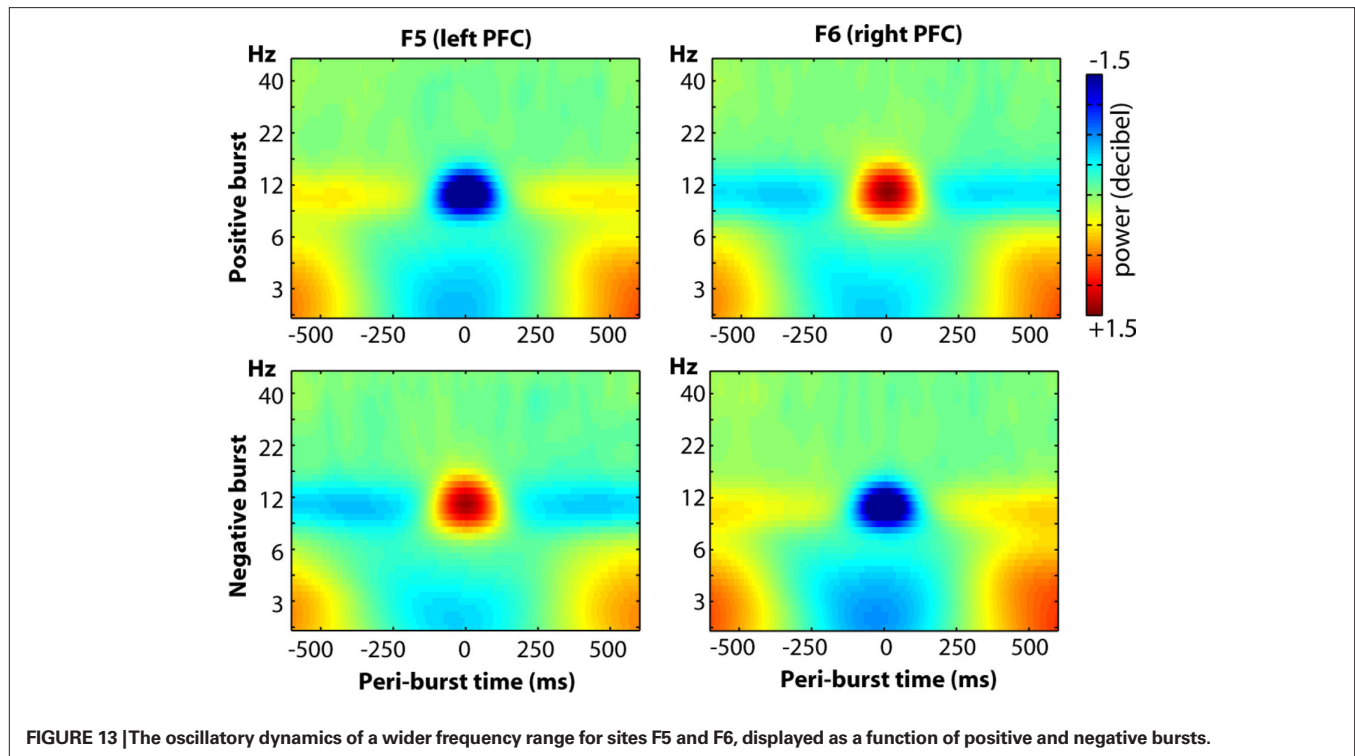 F5 (left PFC)
F6 (right PFC)
Hz
40
22
12
6
3
Positive burst
-500 -250 0 250 500
40
22
12
6
3
-500 -250 0 250 500
-1.5
power (decibel)
+1.5
Hz
40
22
12
6
3
Negative burst
-500 -250 0 250 500
Peri-burst time (ms)
Hz
40
22
12
6
3
-500 -250 0 250 500
Peri-burst time (ms)
FIGURE 13 | The oscillatory dynamics of a wider frequency range for sites F5 and F6, displayed as a function of positive and negative bursts.